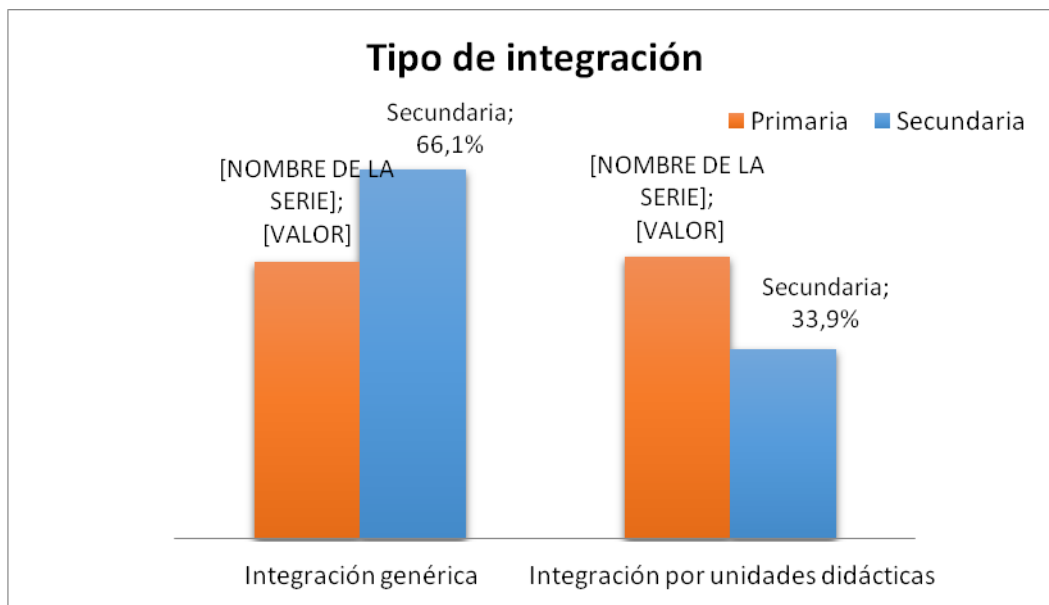 Tipo de integración
Primaria
Secundaria
[NOMBRE DE LA
SERIE];
[VALOR]
Secundaria;
66,1%
[NOMBRE DE LA
SERIE];
[VALOR]
Secundaria;
33,9%
Integración genérica
Integración por unidades didácticas